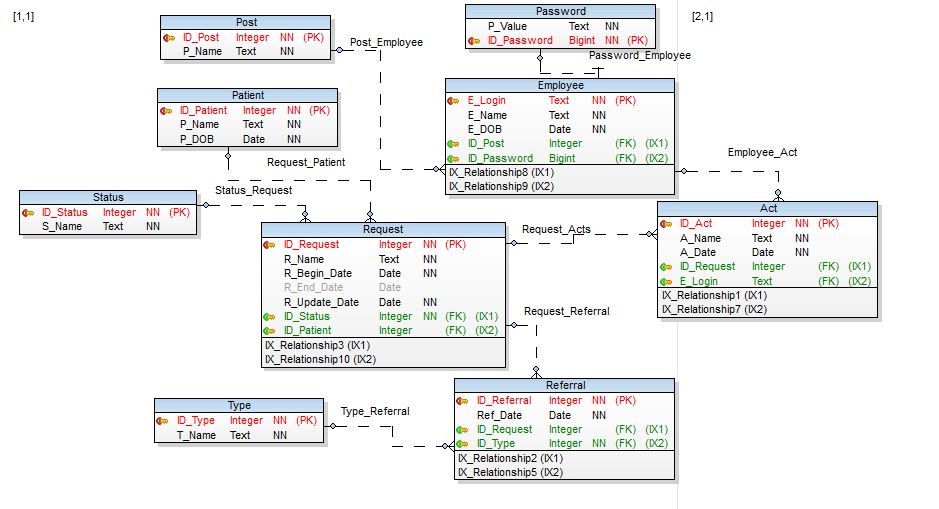 [1,1]
[2,1]
Post
ID_Post Integer NN (PK)
P_Name Text NN
Post_Employee
Password
P_Value Text NN
ID_Password Bigint NN (PK)
Password_Employee
Patient
ID_Patient Integer NN (PK)
P_Name Text NN
P_DOB Date NN
Request_Patient
Employee
E_Login Text NN (PK)
E_Name Text NN
E_DOB Date NN
ID_Post Integer (FK) (IX1)
ID_Password Bigint (FK) (IX2)
IX_Relationship8 (IX1)
IX_Relationship9 (IX2)
Employee_Act
Status
ID_Status Integer NN (PK)
S_Name Text NN
Status_Request
Request
ID_Request Integer NN (PK)
R_Name Text NN
R_Begin_Date Date NN
R_End_Date Date
R_Update_Date Date NN
ID_Status Integer NN (FK) (IX1)
ID_Patient Integer (FK) (IX2)
IX_Relationship3 (IX1)
IX_Relationship10 (IX2)
Request_Acts
Act
ID_Act Integer NN (PK)
A_Name Text NN
A_Date Date NN
ID_Request Integer (FK) (IX1)
E_Login Text (FK) (IX2)
IX_Relationship1 (IX1)
IX_Relationship7 (IX2)
Request_Referral
Type
ID_Type Integer NN (PK)
T_Name Text NN
Type_Referral
Referral
ID_Referral Integer NN (PK)
Ref_Date Date NN
ID_Request Integer (FK) (IX1)
ID_Type Integer NN (FK) (IX2)
IX_Relationship2 (IX1)
IX_Relationship5 (IX2)